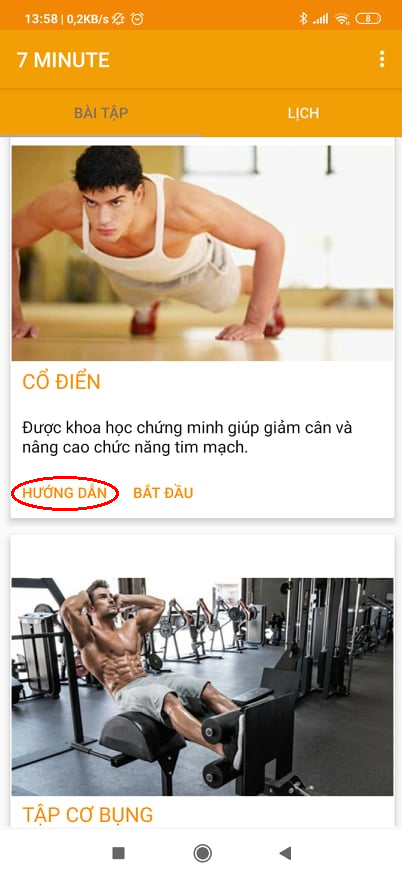 13:58 | 0,2KB/s
8
7 MINUTE
BÀI TẬP
LỊCH
CỔ ĐIỂN
Được khoa học chứng minh giúp giảm cân và
nâng cao chức năng tim mạch.
HƯỚNG DẪN
BẮT ĐẦU
TẬP CƠ BỤNG